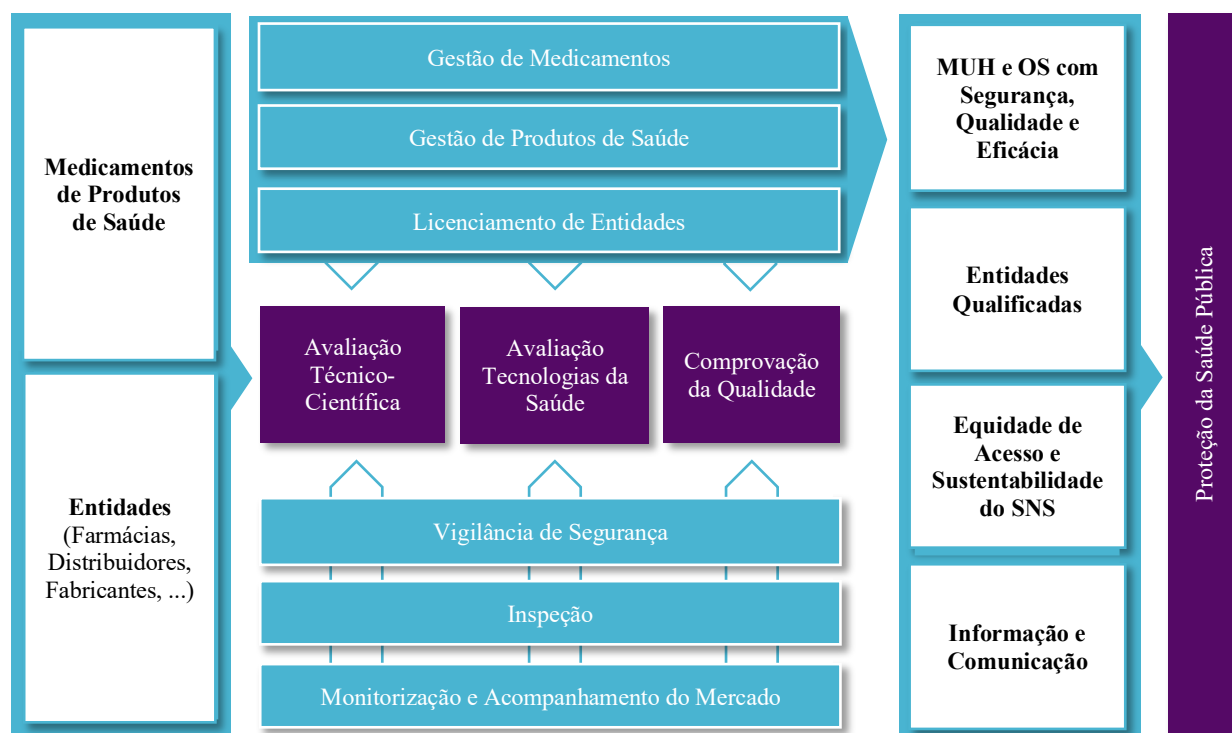 Medicamentos
de Produtos
de Saúde
Entidades
(Farmácias,
Distribuidores,
Fabricantes, ...)
Gestão de Medicamentos
Gestão de Produtos de Saúde
Licenciamento de Entidades
Avaliação
Técnico-
Científica
Avaliação
Tecnologias da
Saúde
Comprovação
da Qualidade
Vigilância de Segurança
Inspeção
Monitorização e Acompanhamento do Mercado
MUH e OS com
Segurança,
Qualidade e
Eficácia
Entidades
Qualificadas
Equidade de
Acesso e
Sustentabilidade
do SNS
Informação e
Comunicação
Proteção da Saúde Pública